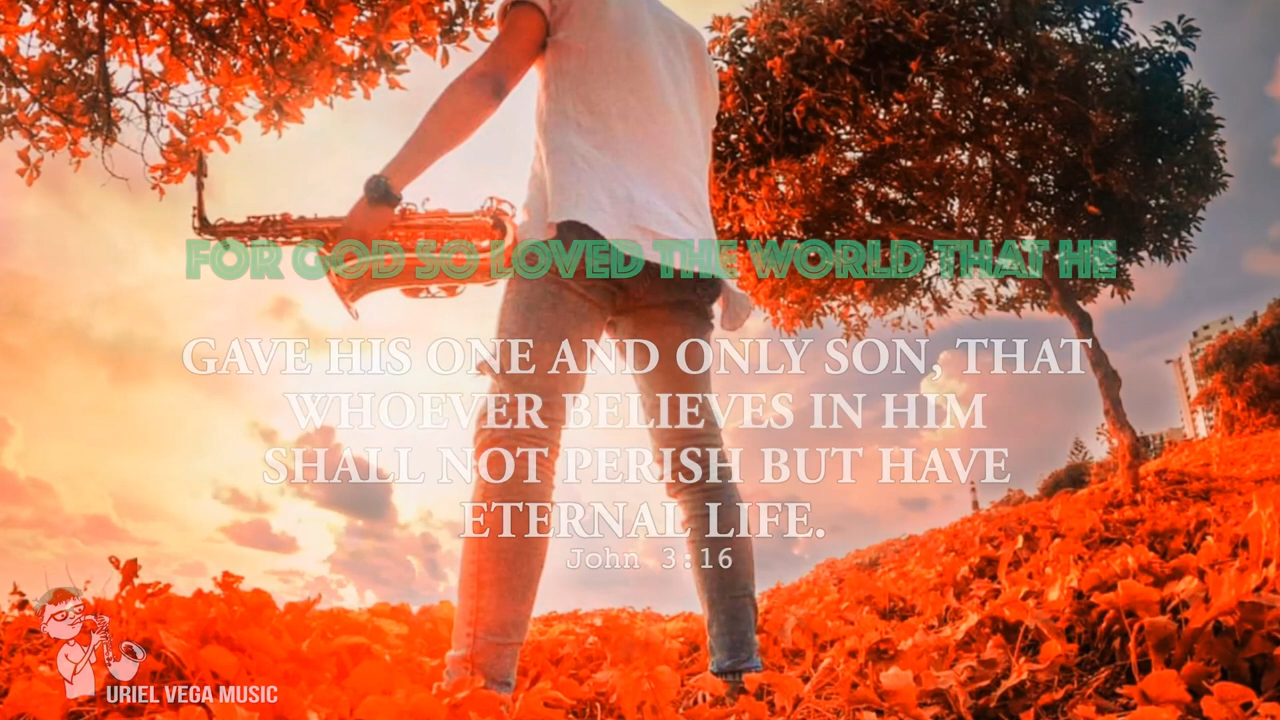 FOR GOD SO LOVED THE WORLD THAT HE
GAVE HIS ONE AND ONLY SON, THAT
WHOEVER BELIEVES IN HIM
SHALL NOT PERISH BUT HAVE
ETERNAL LIFE.
John 3:16
URIEL VEGA MUSIC